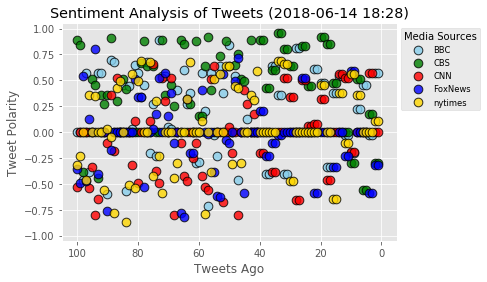 Sentiment Analysis of Tweets (2018-06-14 18:28)
Media Sources
BBC
CBS
CNN
FoxNews
nytimes
Tweet Polarity
1.00
0.75
0.50
0.25
0.00
−0.25
−0.50
−0.75
−1.00
100 80 60 40 20 0
Tweets Ago